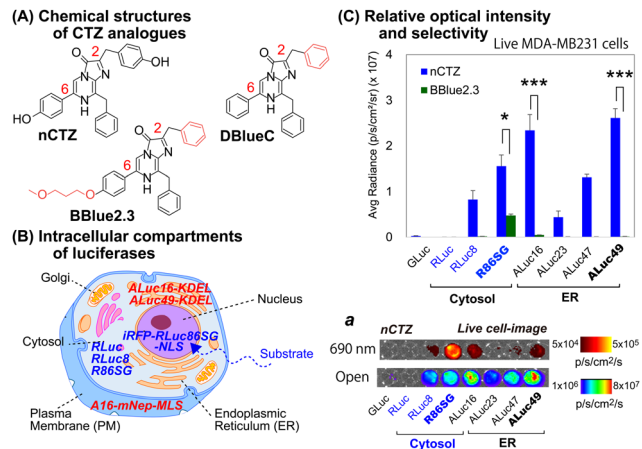 (A) Chemical structures
of CTZ analogues
2
O
N
N
N
H
6
OH
HO
nCTZ
2
O
N
N
N
H
DBlueC
2
O
N
N
N
H
6
O
O
BBlue2.3
(B) Intracellular compartments
of luciferases
Golgi
ALuc16-KDEL
ALuc49-KDEL
Nucleus
Cytosol
iRFP-RLuc86SG
-NLS
RLuc
RLuc8
R86SG
Substrate
A16-mNep-MLS
Plasma
Membrane (PM)
Endoplasmic
Reticulum (ER)
(C) Relative optical intensity
and selectivity
Live MDA-MB231 cells
Avg Radiance (p/s/cm²/sr) (x 107)
4
3
2
1
0
nCTZ
BBlue2.3
*
***
***
GLuc
RLuc
RLuc8
R86SG
ALuc16
ALuc23
ALuc47
ALuc49
Cytosol
ER
a
nCTZ
Live cell-image
690 nm
5x10⁴
5x10⁵
p/s/cm²/s
Open
1x10⁶
8x10⁷
p/s/cm²/s
GLuc
RLuc
RLuc8
R86SG
ALuc16
ALuc23
ALuc47
ALuc49
Cytosol
ER